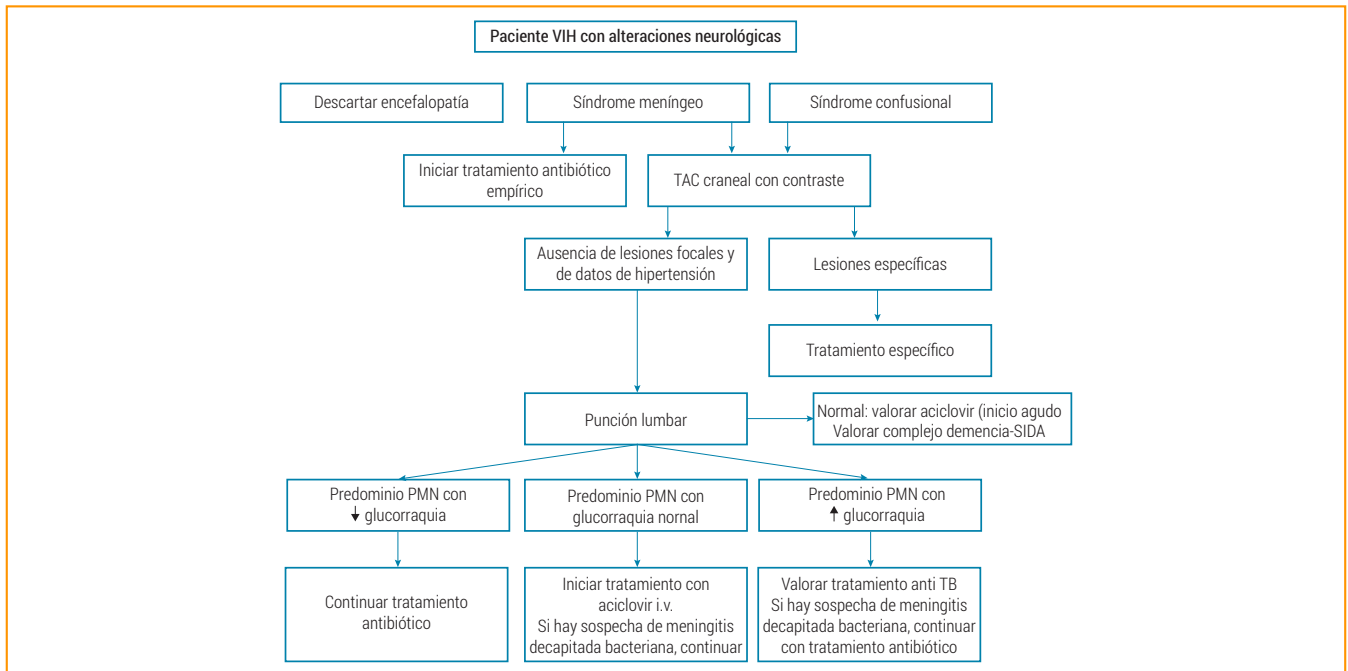 Paciente VIH con alteraciones neurológicas
Descartar encefalopatía
Síndrome meníngeo
Síndrome confusional
Iniciar tratamiento antibiótico
empírico
TAC craneal con contraste
Ausencia de lesiones focales y
de datos de hipertensión
Lesiones específicas
Tratamiento específico
Punción lumbar
Normal: valorar aciclovir (inicio agudo
Valorar complejo demencia-SIDA
Predominio PMN con
↓ glucorraquia
Predominio PMN con
glucorraquia nornal
Predominio PMN con
↑ glucorraquia
Continuar tratamiento
antibiótico
Iniciar tratamiento con
aciclovir i.v.
Si hay sospecha de meningitis
decapitada bacteriana, continuar
Valorar tratamiento anti TB
Si hay sospecha de meningitis
decapitada bacteriana, continuar
con tratamiento antibiótico